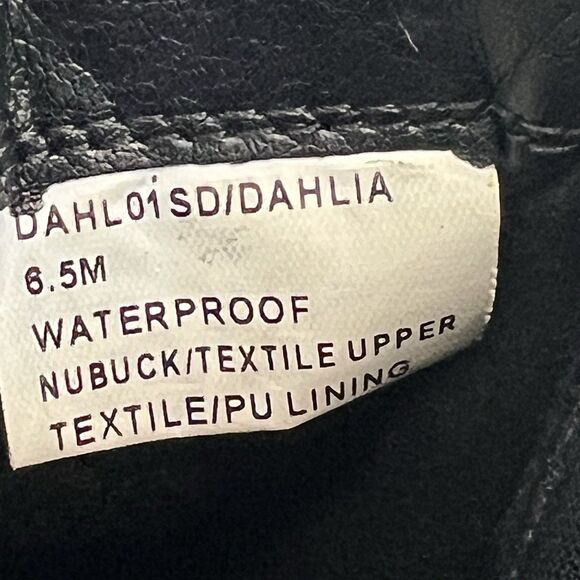 DAHL01SD/DAHLIA
6.5M
WATERPROOF
NUBUCK/TEXTILE UPPER
TEXTILE/PU LINING